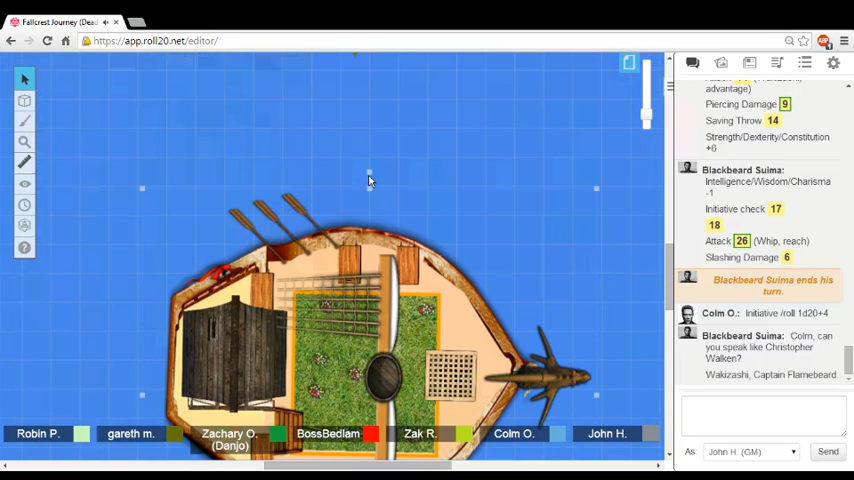 Fallcrest Journey (Dead
https://app.roll20.net/editor/
ABP
advantage)
Piercing Damage 9
Saving Throw 14
Strength/Dexterity/Constitution
+6
Blackbeard Suima:
Intelligence/Wisdom/Charisma
-1
Initiative check 17
18
Attack 26 (Whip, reach)
Slashing Damage 6
Blackbeard Suima ends his
turn.
Colm O.: Initiative /roll 1d20+4
Blackbeard Suima: Colm, can
you speak like Christopher
Walken?
Wakizashi, Captain Flamebeard.
Robin P.
gareth m.
Zachary O.
(Danjo)
BossBedlam
Zak R.
Colm O.
John H.
As: John H. (GM)
Send